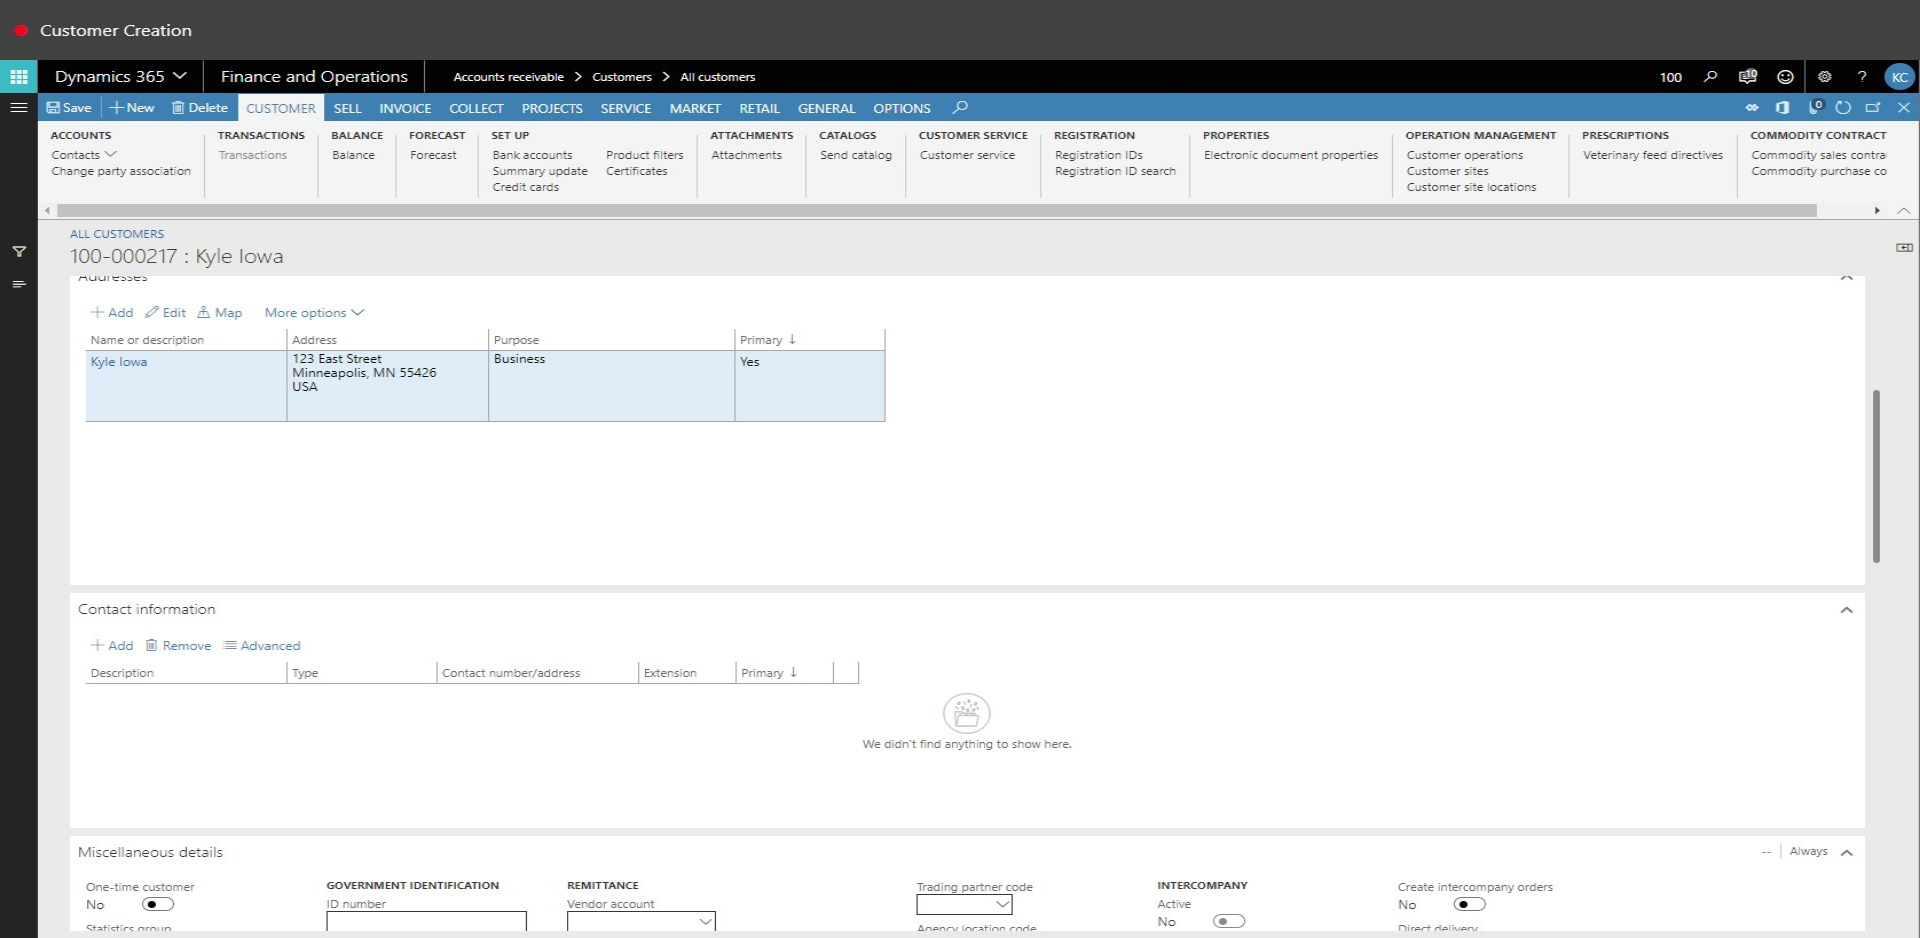 Customer Creation
Dynamics 365
Finance and Operations
Accounts receivable > Customers > All customers
100
10
?
KC
Save
New
Delete
CUSTOMER
SELL
INVOICE
COLLECT
PROJECTS
SERVICE
MARKET
RETAIL
GENERAL
OPTIONS
0
ACCOUNTS
Contacts
Change party association
TRANSACTIONS
Transactions
BALANCE
Balance
FORECAST
Forecast
SET UP
Bank accounts
Summary update
Credit cards
Product filters
Certificates
ATTACHMENTS
Attachments
CATALOGS
Send catalog
CUSTOMER SERVICE
Customer service
REGISTRATION
Registration IDs
Registration ID search
PROPERTIES
Electronic document properties
OPERATION MANAGEMENT
Customer operations
Customer sites
Customer site locations
PRESCRIPTIONS
Veterinary feed directives
COMMODITY CONTRACT
Commodity sales contra
Commodity purchase co
ALL CUSTOMERS
100-000217 : Kyle Iowa
Addresses
Add
Edit
Map
More options
Name or description
Address
Purpose
Primary
Kyle Iowa
123 East Street
Minneapolis, MN 55426
USA
Business
Yes
Contact information
Add
Remove
Advanced
Description
Type
Contact number/address
Extension
Primary
We didn't find anything to show here.
Miscellaneous details
--
Always
One-time customer
No
Statistics group
GOVERNMENT IDENTIFICATION
ID number
REMITTANCE
Vendor account
Trading partner code
Agency location code
INTERCOMPANY
Active
No
Create intercompany orders
No
Direct delivery